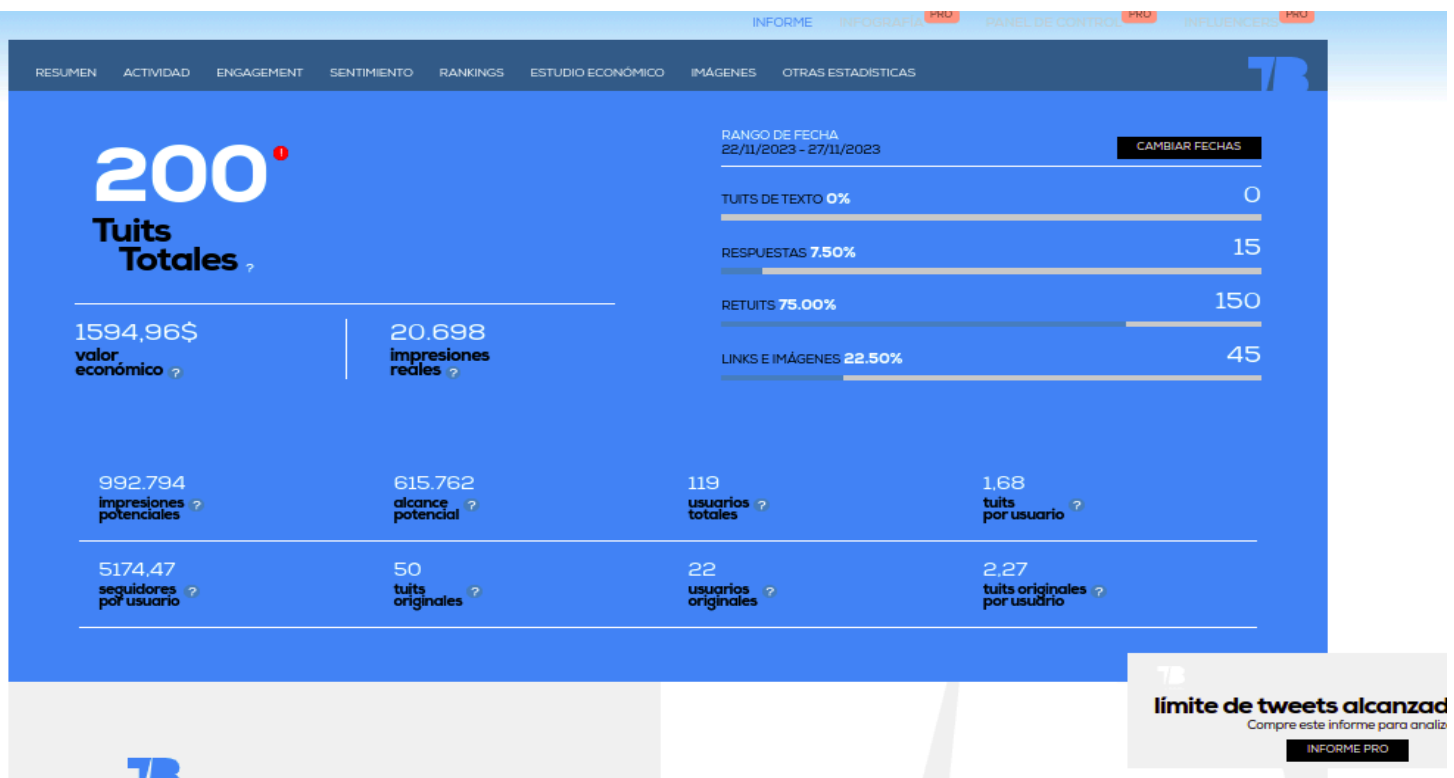 INFORME INFOGRAFÍA PRO PANEL DE CONTROL PRO INFLUENCERS PRO
RESUMEN ACTIVIDAD ENGAGEMENT SENTIMIENTO RANKINGS ESTUDIO ECONÓMICO IMÁGENES OTRAS ESTADÍSTICAS
TB
200 !
Tuits
Totales ?
1594,96$
valor
económico ?
20.698
impresiones
reales ?
RANGO DE FECHA
22/11/2023 - 27/11/2023
CAMBIAR FECHAS
TUITS DE TEXTO 0% 0
RESPUESTAS 7.50% 15
RETUITS 75.00% 150
LINKS E IMÁGENES 22.50% 45
992.794
impresiones ?
potenciales
615.762
alcance ?
potencial
119
usuarios ?
totales
1,68
tuits ?
por usuario
5174,47
seguidores ?
por usuario
50
tuits ?
originales
22
usuarios ?
originales
2,27
tuits originales ?
por usuario
TB
límite de tweets alcanzad
Compre este informe para analiz
INFORME PRO
TB